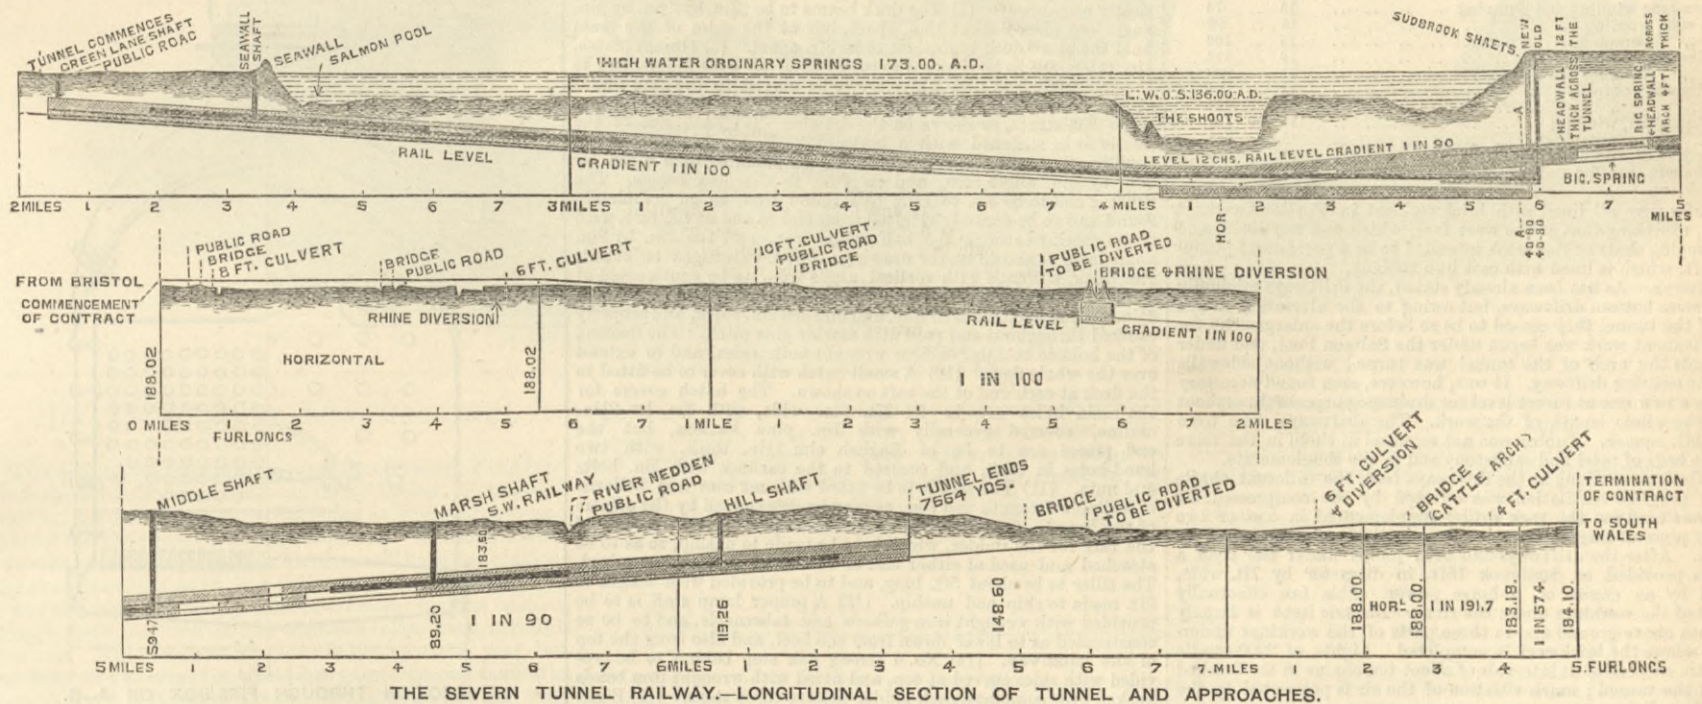 TUNNEL COMMENCES
GREEN LANE SHAFT
PUBLIC ROAD
SEAWALL
SHAFT
SEAWALL
SALMON POOL
HIGH WATER ORDINARY SPRINGS 173.00. A.D.
L. W. O. S. 136.00 A.D.
THE SHOOTS
SUDBROOK SHAFTS
NEW
OLD
HEADWALL 12 FT
THICK ACROSS THE
TUNNEL
BIG SPRING
HEADWALL ACROSS
ARCH 4 FT THICK
RAIL LEVEL
GRADIENT 1 IN 100
LEVEL 12 CHS. RAIL LEVEL GRADIENT 1 IN 90
A
BIG. SPRING
2 MILES 1 2 3 4 5 6 7 3 MILES 1 2 3 4 5 6 7 4 MILES 1 2 3 4 5 6 7 5
MILES
HOR
A
40·80
40·80
PUBLIC ROAD
BRIDGE
8 FT. CULVERT
BRIDGE
PUBLIC ROAD
6 FT. CULVERT
10 FT. CULVERT
PUBLIC ROAD
BRIDGE
PUBLIC ROAD
TO BE DIVERTED
BRIDGE & RHINE DIVERSION
FROM BRISTOL
COMMENCEMENT
OF CONTRACT
RHINE DIVERSION
RAIL LEVEL
GRADIENT 1 IN 100
188.02
HORIZONTAL
188.02
1 IN 100
0 MILES 1 2 3 4 5 6 7 1 MILE 1 2 3 4 5 6 7 2 MILES
FURLONGS
MIDDLE SHAFT
MARSH SHAFT
S.W. RAILWAY
RIVER NEDDEN
PUBLIC ROAD
HILL SHAFT
TUNNEL ENDS
7664 YDS.
BRIDGE
PUBLIC ROAD
TO BE DIVERTED
6 FT. CULVERT
& DIVERSION
BRIDGE
(CATTLE ARCH)
4 FT. CULVERT
TERMINATION
OF CONTRACT
TO SOUTH
WALES
59.47
89.20
1 IN 90
119.26
148.60
188.00
HORL
188.00
1 IN 191.7
183.18.
1 IN 574.
184.10
5 MILES 1 2 3 4 5 6 7 6 MILES 1 2 3 4 5 6 7 7. MILES 1 2 3 4 5. FURLONGS
THE SEVERN TUNNEL RAILWAY.—LONGITUDINAL SECTION OF TUNNEL AND APPROACHES.